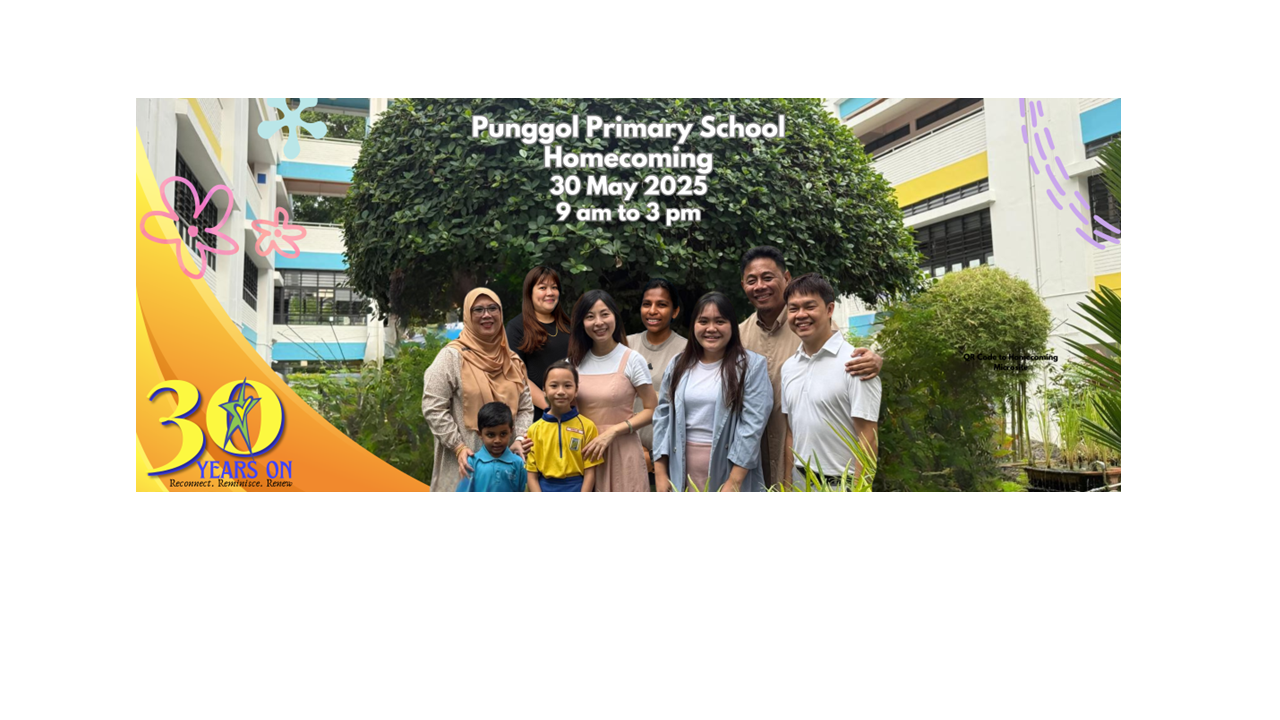 Punggol Primary School
Homecoming
30 May 2025
9 am to 3 pm
QR Code to Homecoming
Microsite
30
YEARS ON
Reconnect. Reminisce. Renew